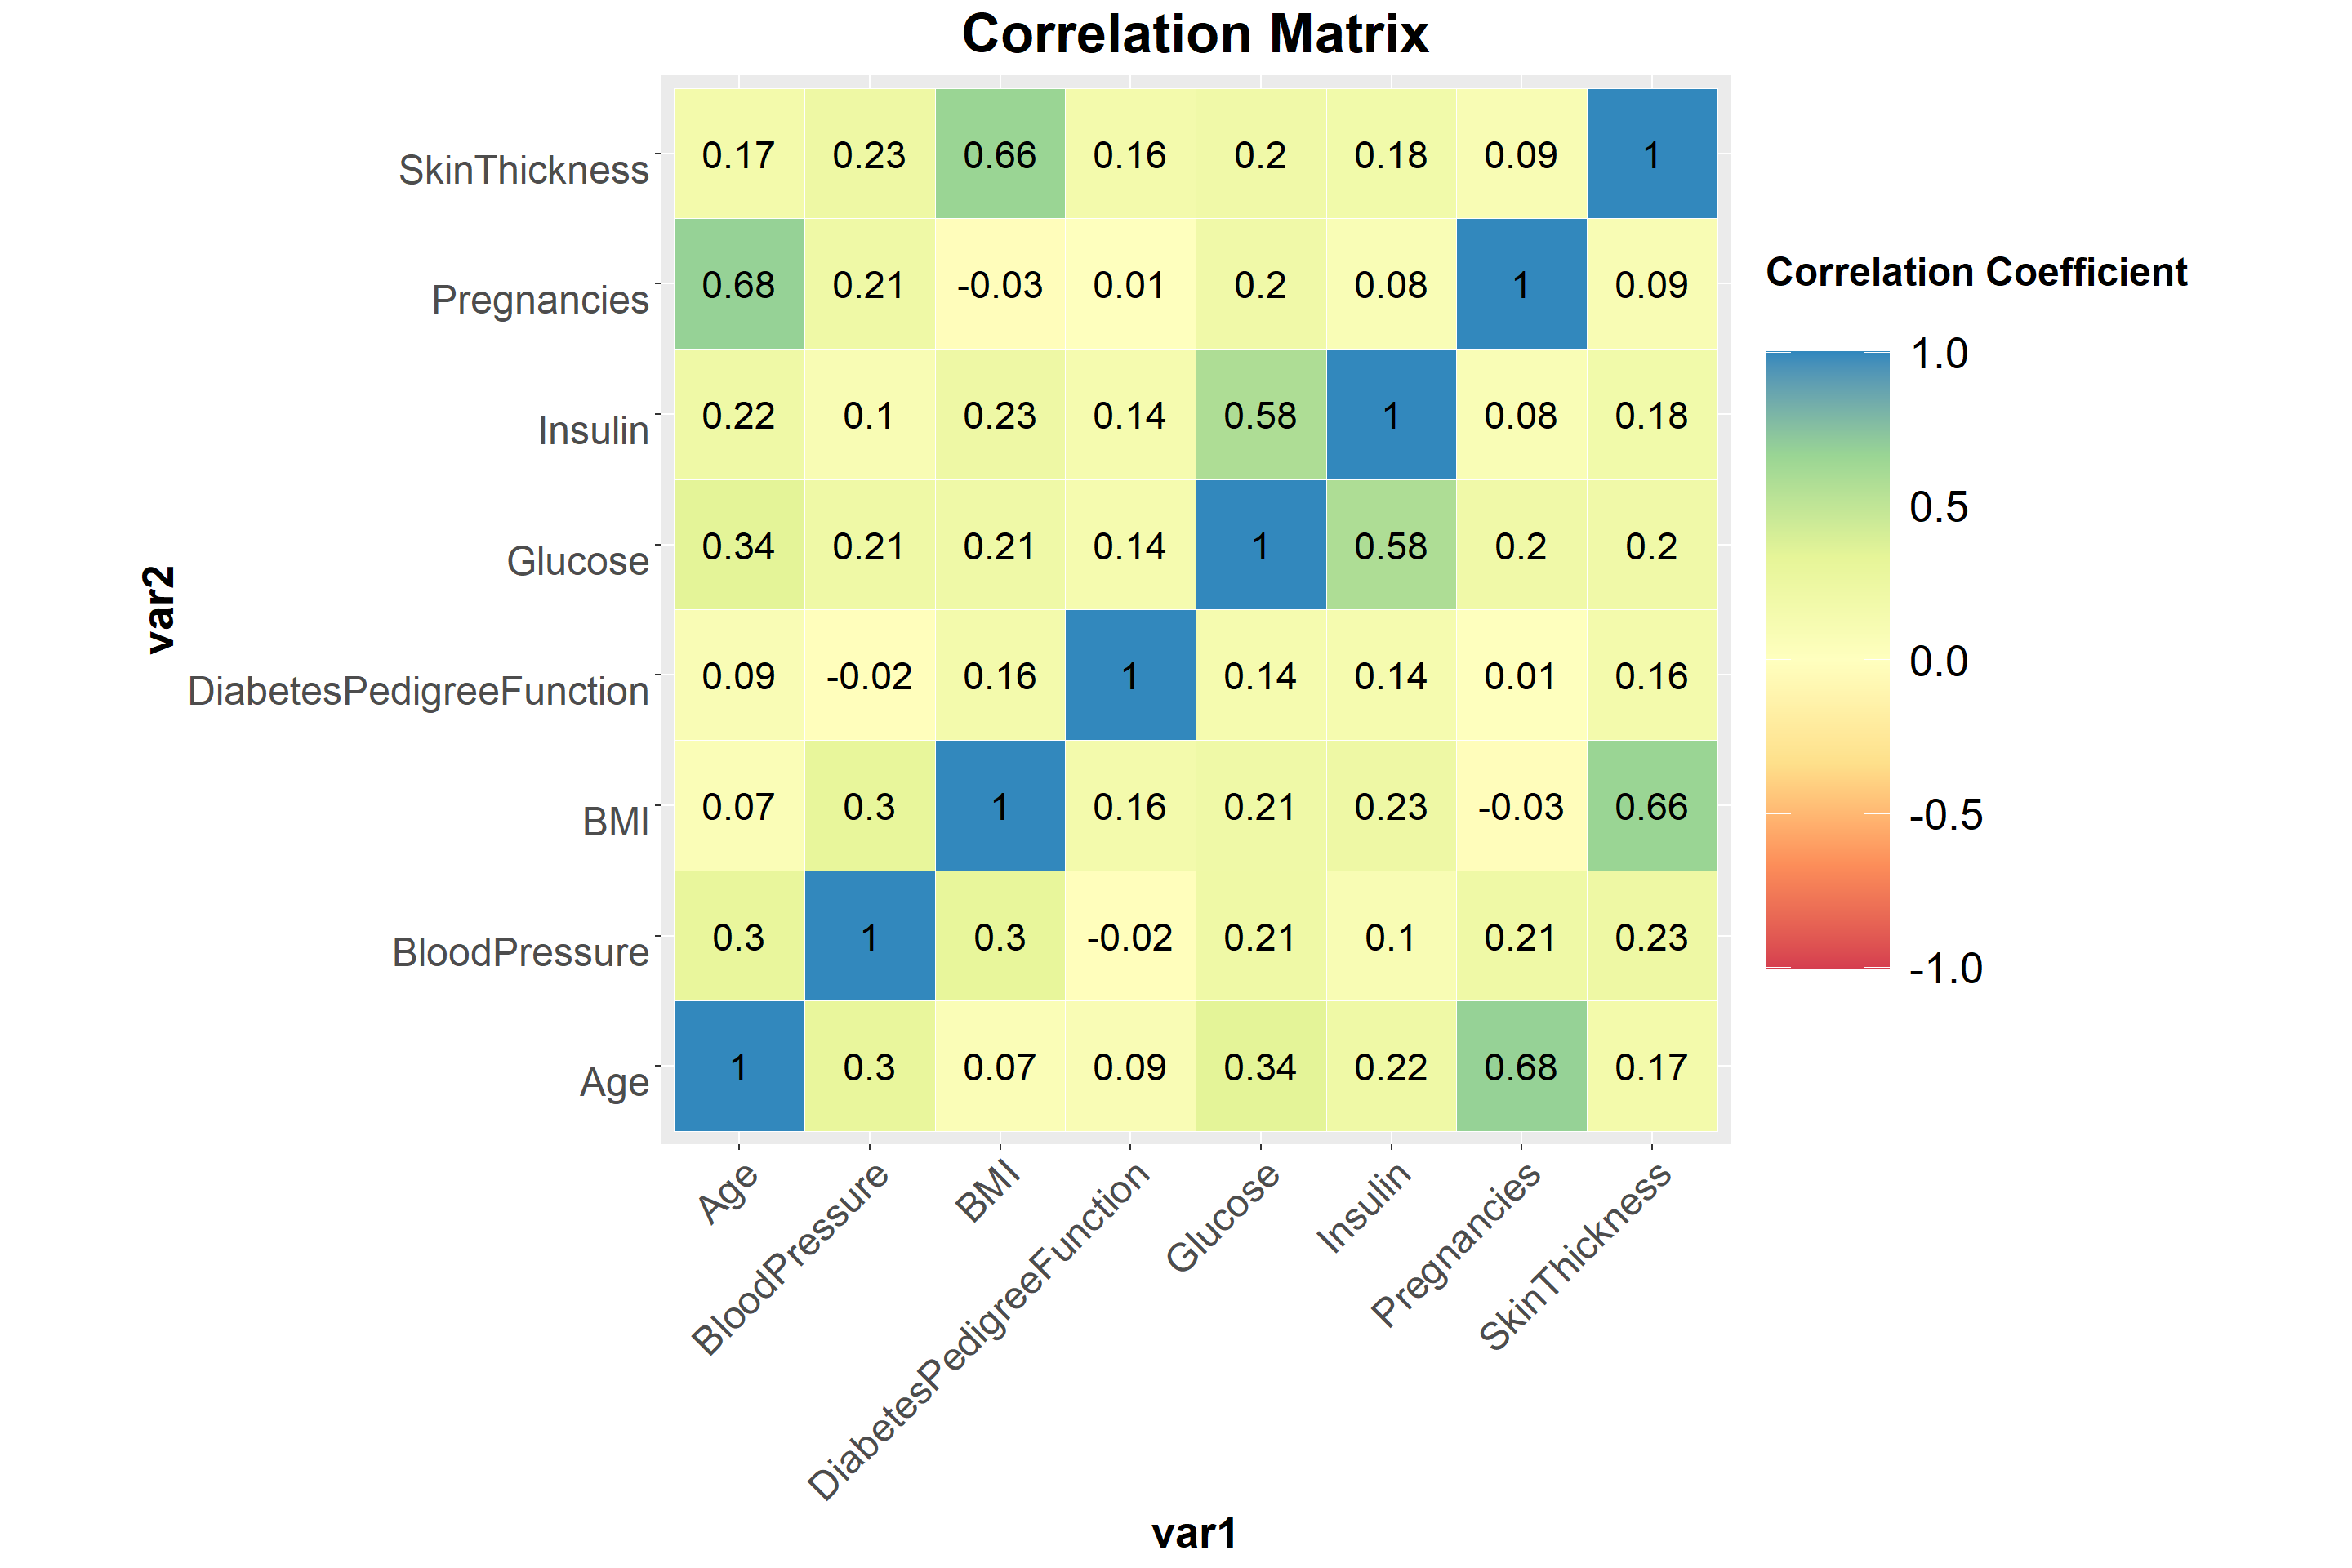 Correlation Matrix
var2
SkinThickness 0.17 0.23 0.66 0.16 0.2 0.18 0.09 1
Pregnancies 0.68 0.21 -0.03 0.01 0.2 0.08 1 0.09
Insulin 0.22 0.1 0.23 0.14 0.58 1 0.08 0.18
Glucose 0.34 0.21 0.21 0.14 1 0.58 0.2 0.2
DiabetesPedigreeFunction 0.09 -0.02 0.16 1 0.14 0.14 0.01 0.16
BMI 0.07 0.3 1 0.16 0.21 0.23 -0.03 0.66
BloodPressure 0.3 1 0.3 -0.02 0.21 0.1 0.21 0.23
Age 1 0.3 0.07 0.09 0.34 0.22 0.68 0.17
Age
BloodPressure
BMI
DiabetesPedigreeFunction
Glucose
Insulin
Pregnancies
SkinThickness
var1
Correlation Coefficient
1.0
0.5
0.0
-0.5
-1.0